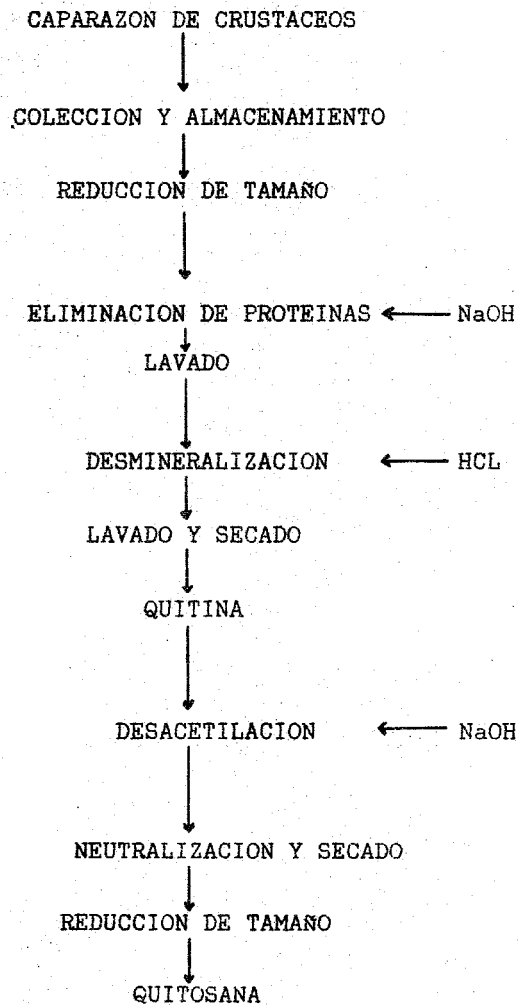 CAPARAZON DE CRUSTACEOS
COLECCION Y ALMACENAMIENTO
REDUCCION DE TAMAÑO
ELIMINACION DE PROTEINAS NaOH
LAVADO
DESMINERALIZACION HCL
LAVADO Y SECADO
QUITINA
DESACETILACION NaOH
NEUTRALIZACION Y SECADO
REDUCCION DE TAMAÑO
QUITOSANA